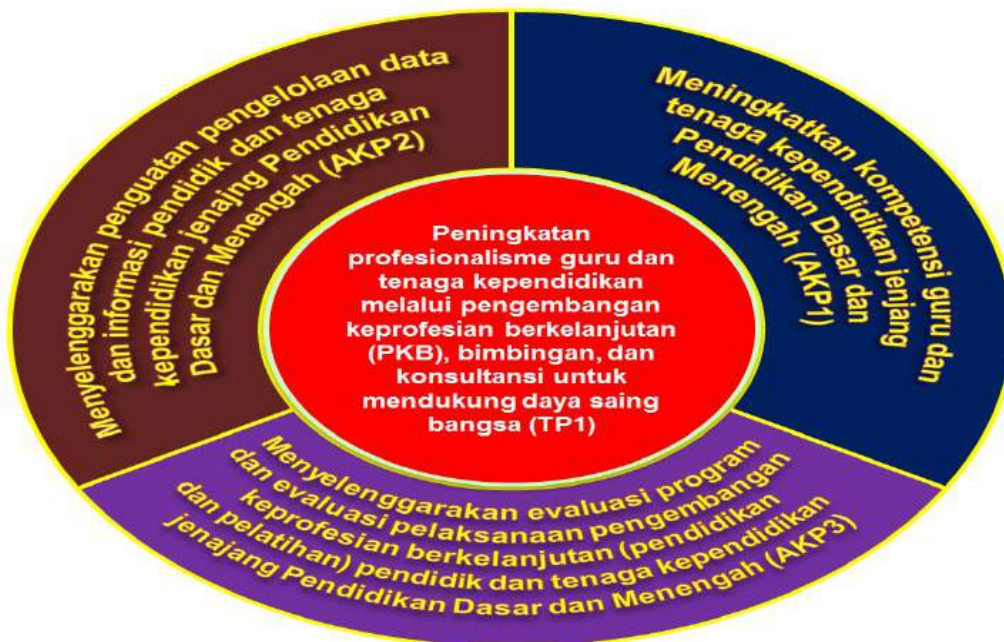 Menyelenggarakan penguatan pengelolaan data
dan informasi pendidik dan tenaga
kependidikan jenajng Pendidikan
Dasar dan Menengah (AKP2)
Meningkatkan kompetensi guru dan
tenaga kependidikan jenjang
Pendidikan Dasar dan
Menengah (AKP1)
Peningkatan
profesionalisme guru dan
tenaga kependidikan
melalui pengembangan
keprofesian berkelanjutan
(PKB), bimbingan, dan
konsultansi untuk
mendukung daya saing
bangsa (TP1)
Menyelenggarakan evaluasi program
dan evaluasi pelaksanaan pengembangan
keprofesian berkelanjutan (pendidikan
dan pelatihan) pendidik dan tenaga kependidikan
jenajang Pendidikan Dasar dan Menengah (AKP3)